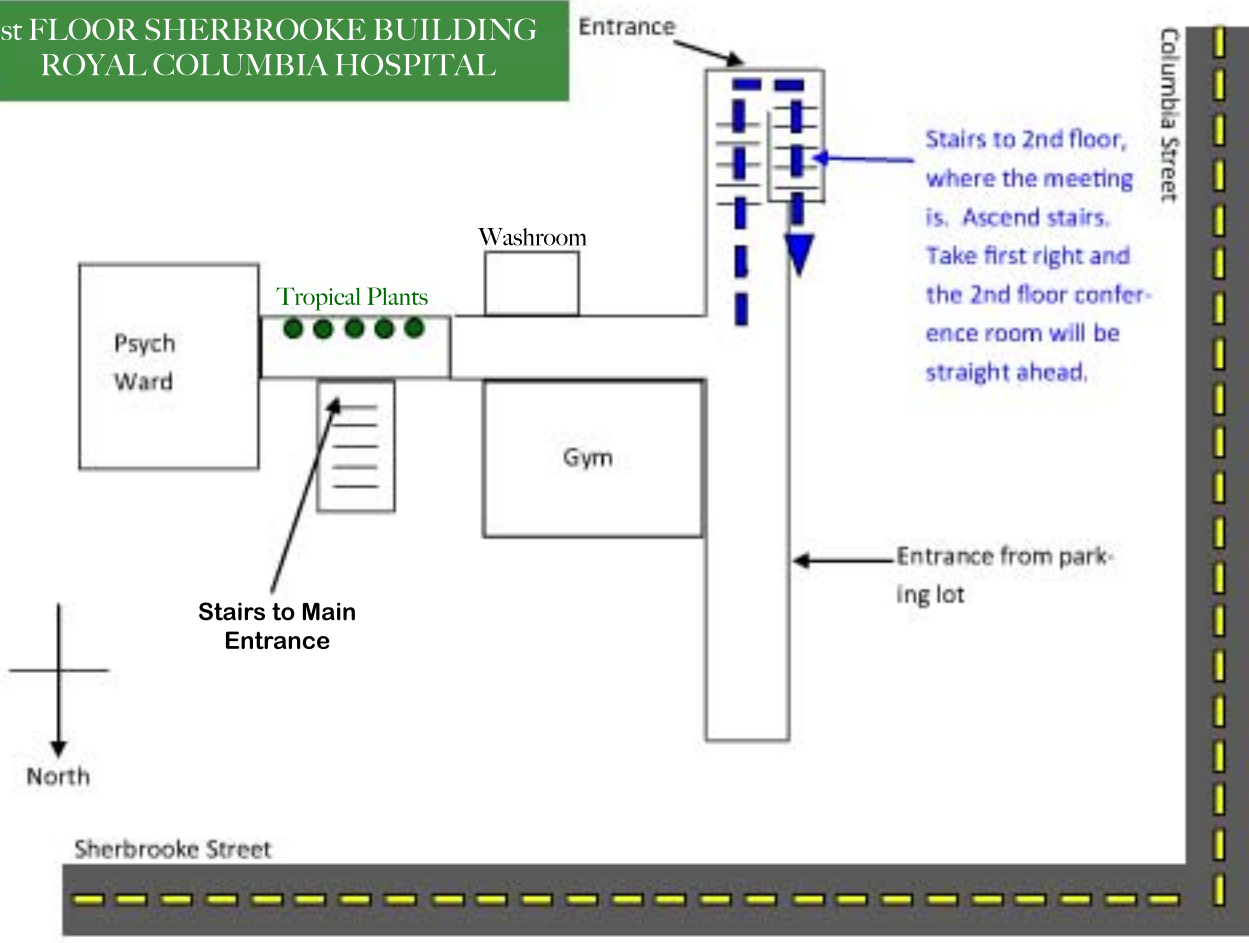 st FLOOR SHERBROOKE BUILDING
ROYAL COLUMBIA HOSPITAL
Entrance
Columbia Street
Stairs to 2nd floor,
where the meeting
is. Ascend stairs.
Take first right and
the 2nd floor confer-
ence room will be
straight ahead.
Washroom
Tropical Plants
Psych
Ward
Gym
Entrance from park-
ing lot
Stairs to Main
Entrance
North
Sherbrooke Street